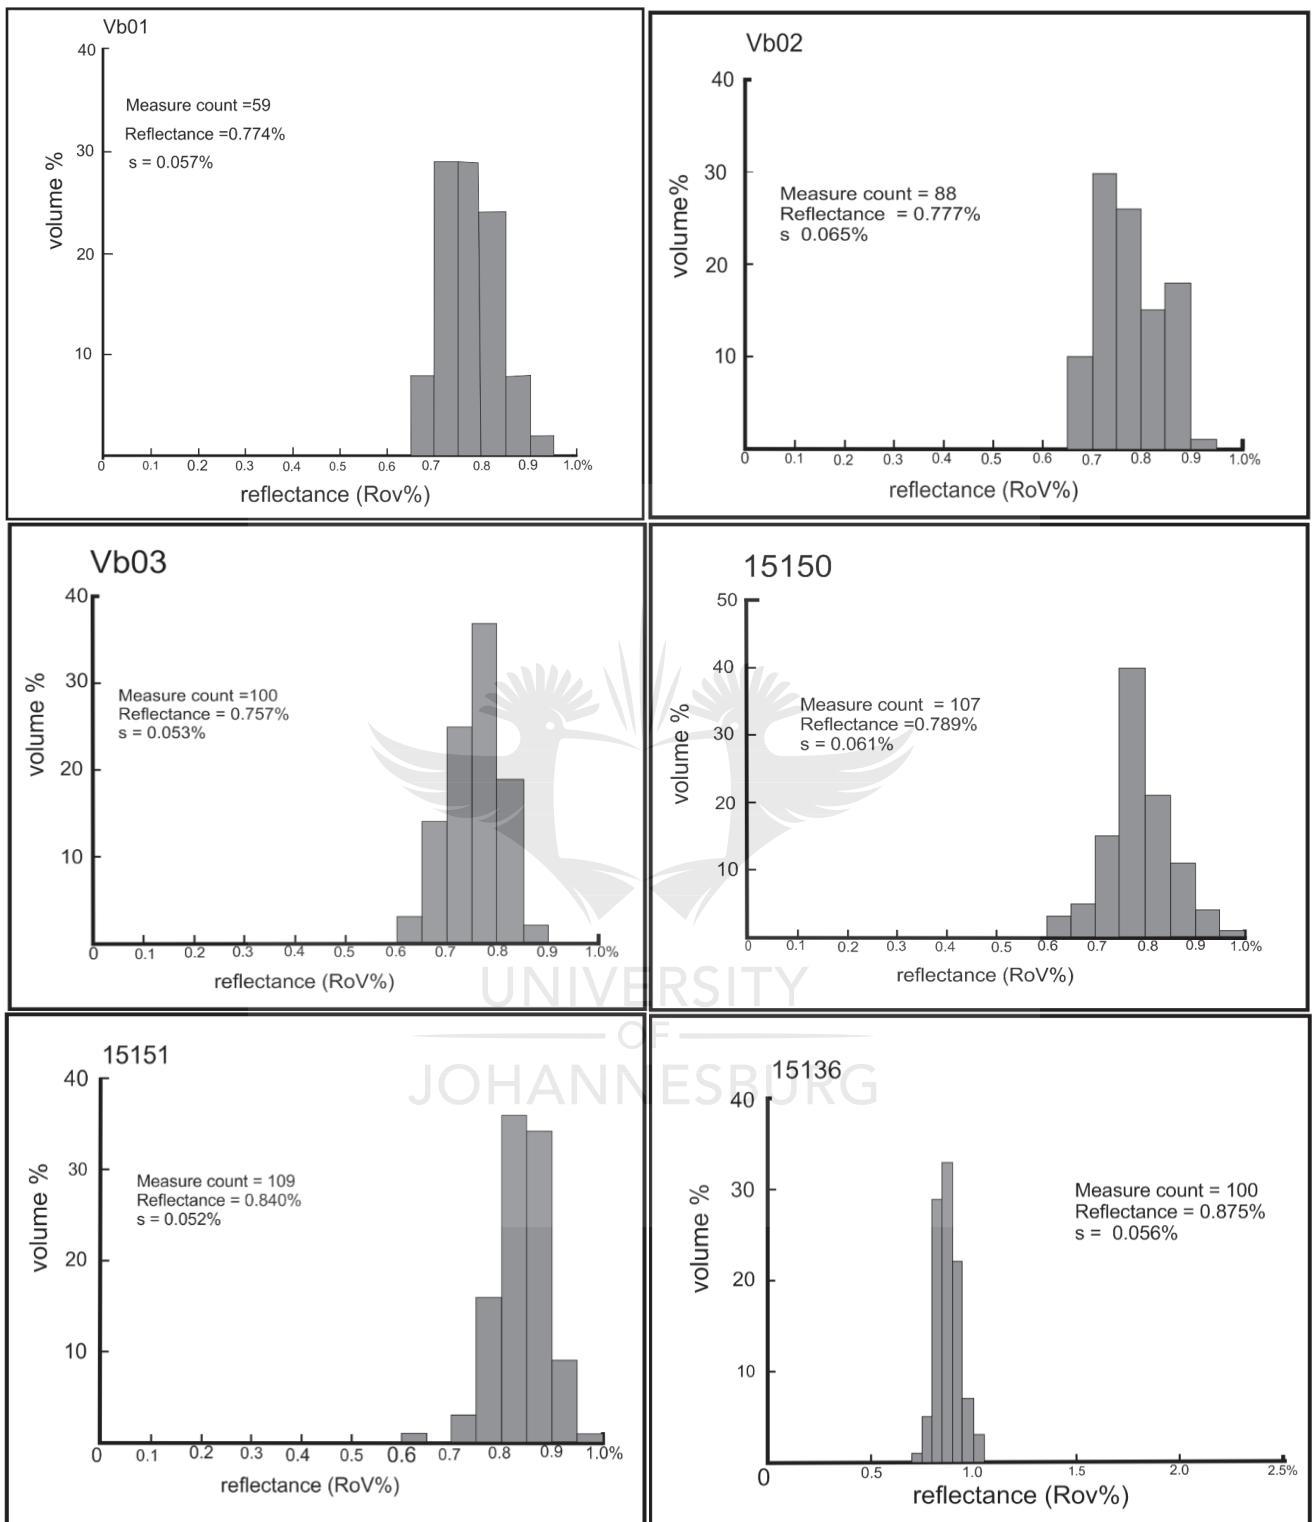 Vb01
40
Measure count =59
Reflectance =0.774%
s = 0.057%
30
volume %
20
10
0 0.1 0.2 0.3 0.4 0.5 0.6 0.7 0.8 0.9 1.0%
reflectance (Rov%)
Vb02
40
30
Measure count = 88
Reflectance = 0.777%
s 0.065%
volume%
20
10
0 0.1 0.2 0.3 0.4 0.5 0.6 0.7 0.8 0.9 1.0%
reflectance (RoV%)
Vb03
40
30
Measure count =100
Reflectance = 0.757%
s = 0.053%
volume %
20
10
0 0.1 0.2 0.3 0.4 0.5 0.6 0.7 0.8 0.9 1.0%
reflectance (RoV%)
15150
50
40
Measure count = 107
Reflectance =0.789%
s = 0.061%
30
volume %
20
10
0 0.1 0.2 0.3 0.4 0.5 0.6 0.7 0.8 0.9 1.0%
reflectance (RoV%)
UNIVERSITY
OF
JOHANNESBURG
15151
40
30
Measure count = 109
Reflectance = 0.840%
s = 0.052%
volume %
20
10
0 0.1 0.2 0.3 0.4 0.5 0.6 0.7 0.8 0.9 1.0%
reflectance (RoV%)
15136
40
30
Measure count = 100
Reflectance = 0.875%
s = 0.056%
volume %
20
10
0 0.5 1.0 1.5 2.0 2.5%
reflectance (Rov%)